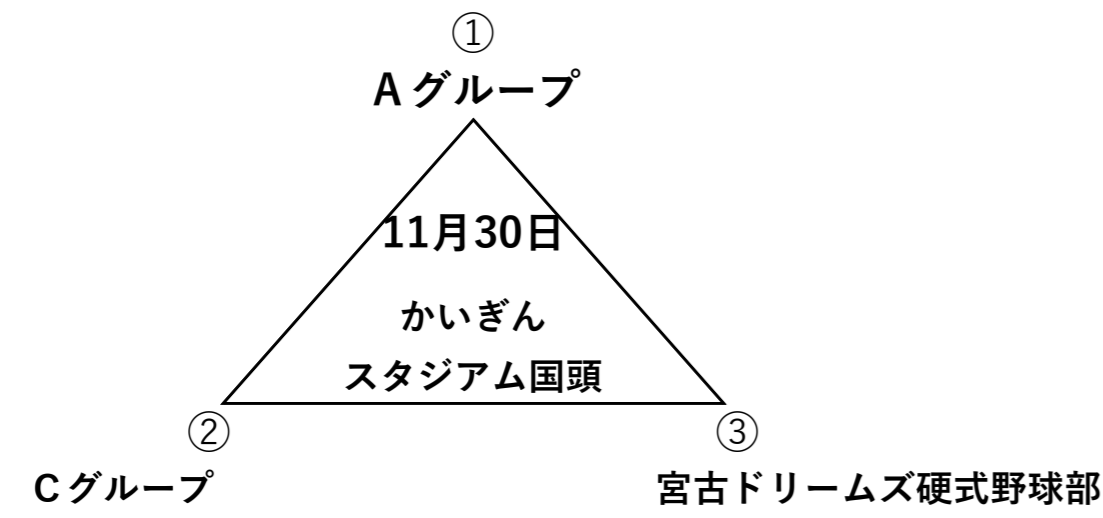 ①
Ａグループ
11月30日
かいぎん
スタジアム国頭
②
③
Ｃグループ
宮古ドリームズ硬式野球部